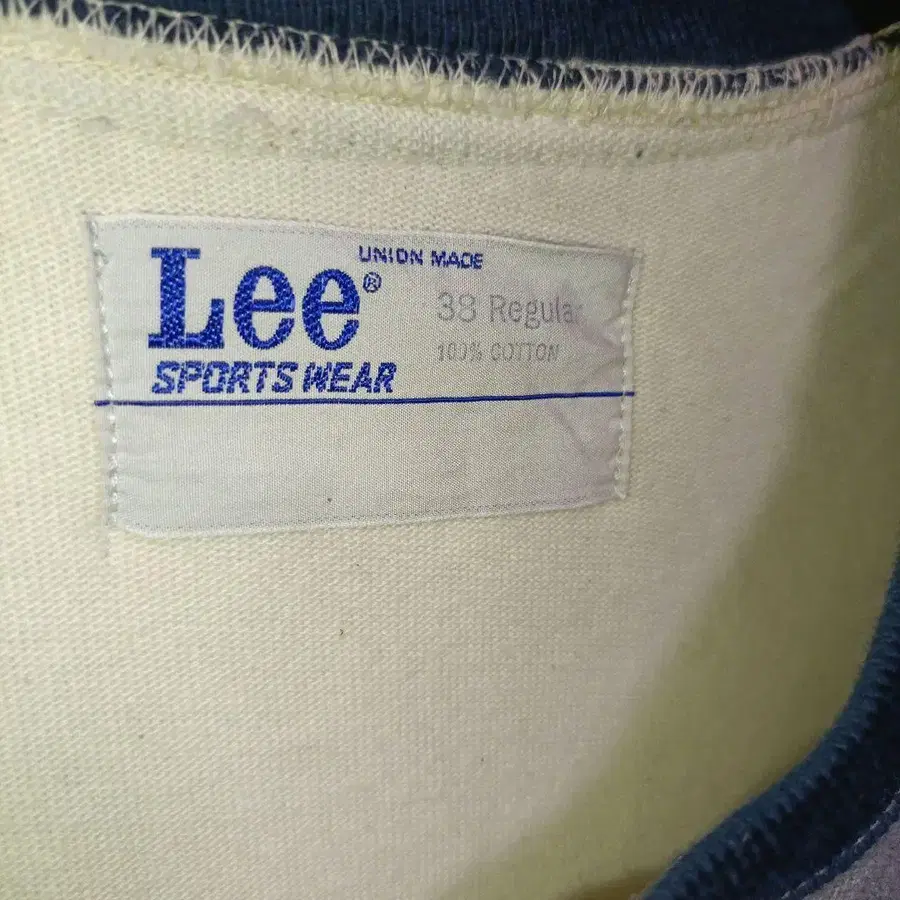 UNION MADE
Lee®
38 Regular
100% COTTON
SPORTS WEAR